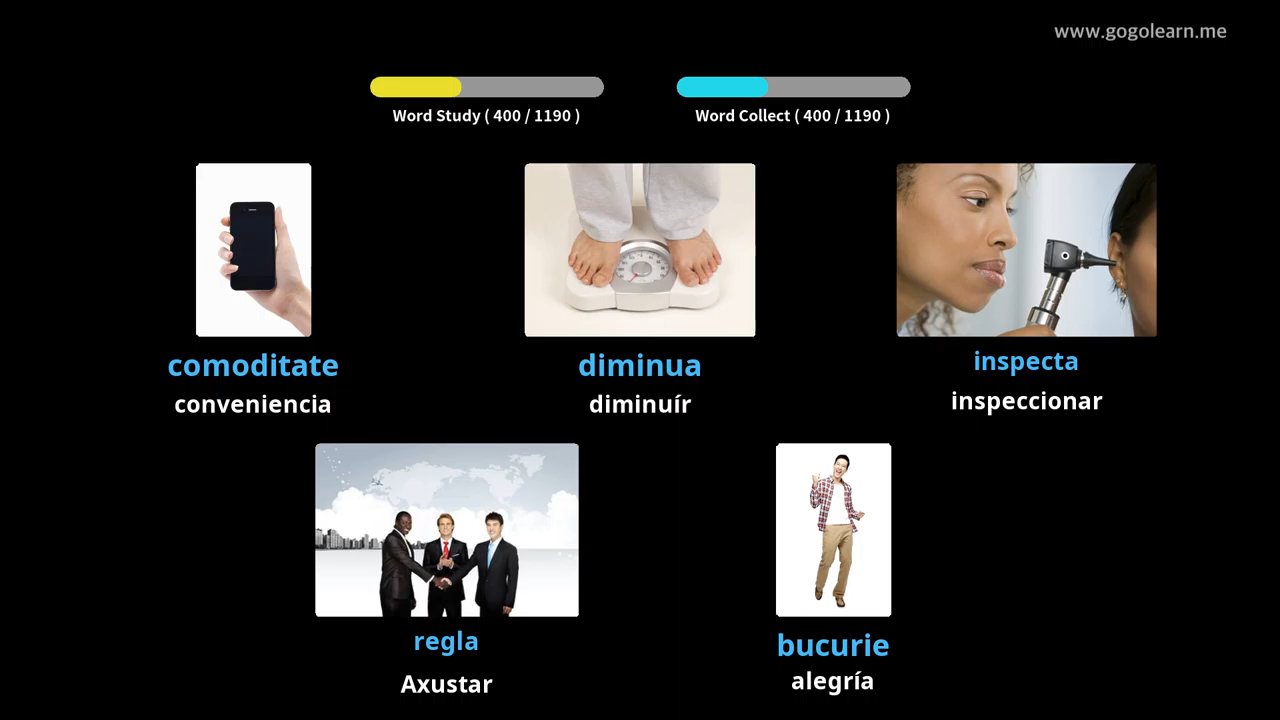 www.gogolearn.me
Word Study ( 400 / 1190 )
Word Collect ( 400 / 1190 )
comoditate
conveniencia
diminua
diminuír
inspecta
inspeccionar
regla
Axustar
bucurie
alegría